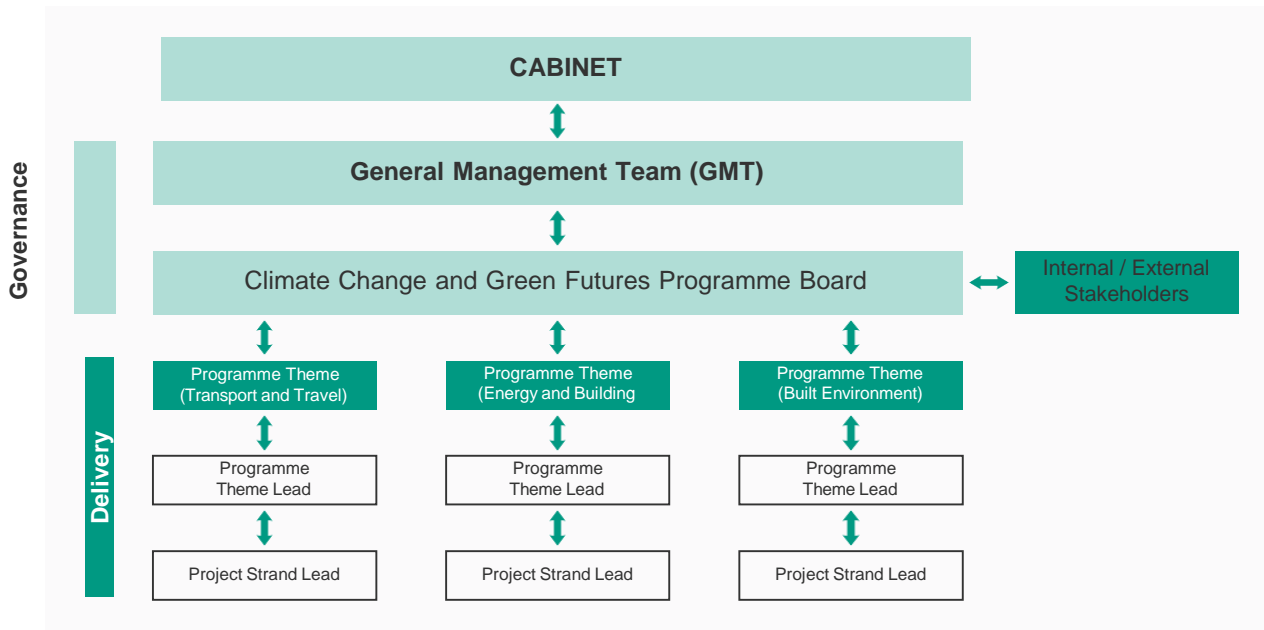 CABINET
Governance
General Management Team (GMT)
Climate Change and Green Futures Programme Board
Internal / External
Stakeholders
Delivery
Programme Theme
(Transport and Travel)
Programme Theme
(Energy and Building
Programme Theme
(Built Environment)
Programme
Theme Lead
Programme
Theme Lead
Programme
Theme Lead
Project Strand Lead
Project Strand Lead
Project Strand Lead